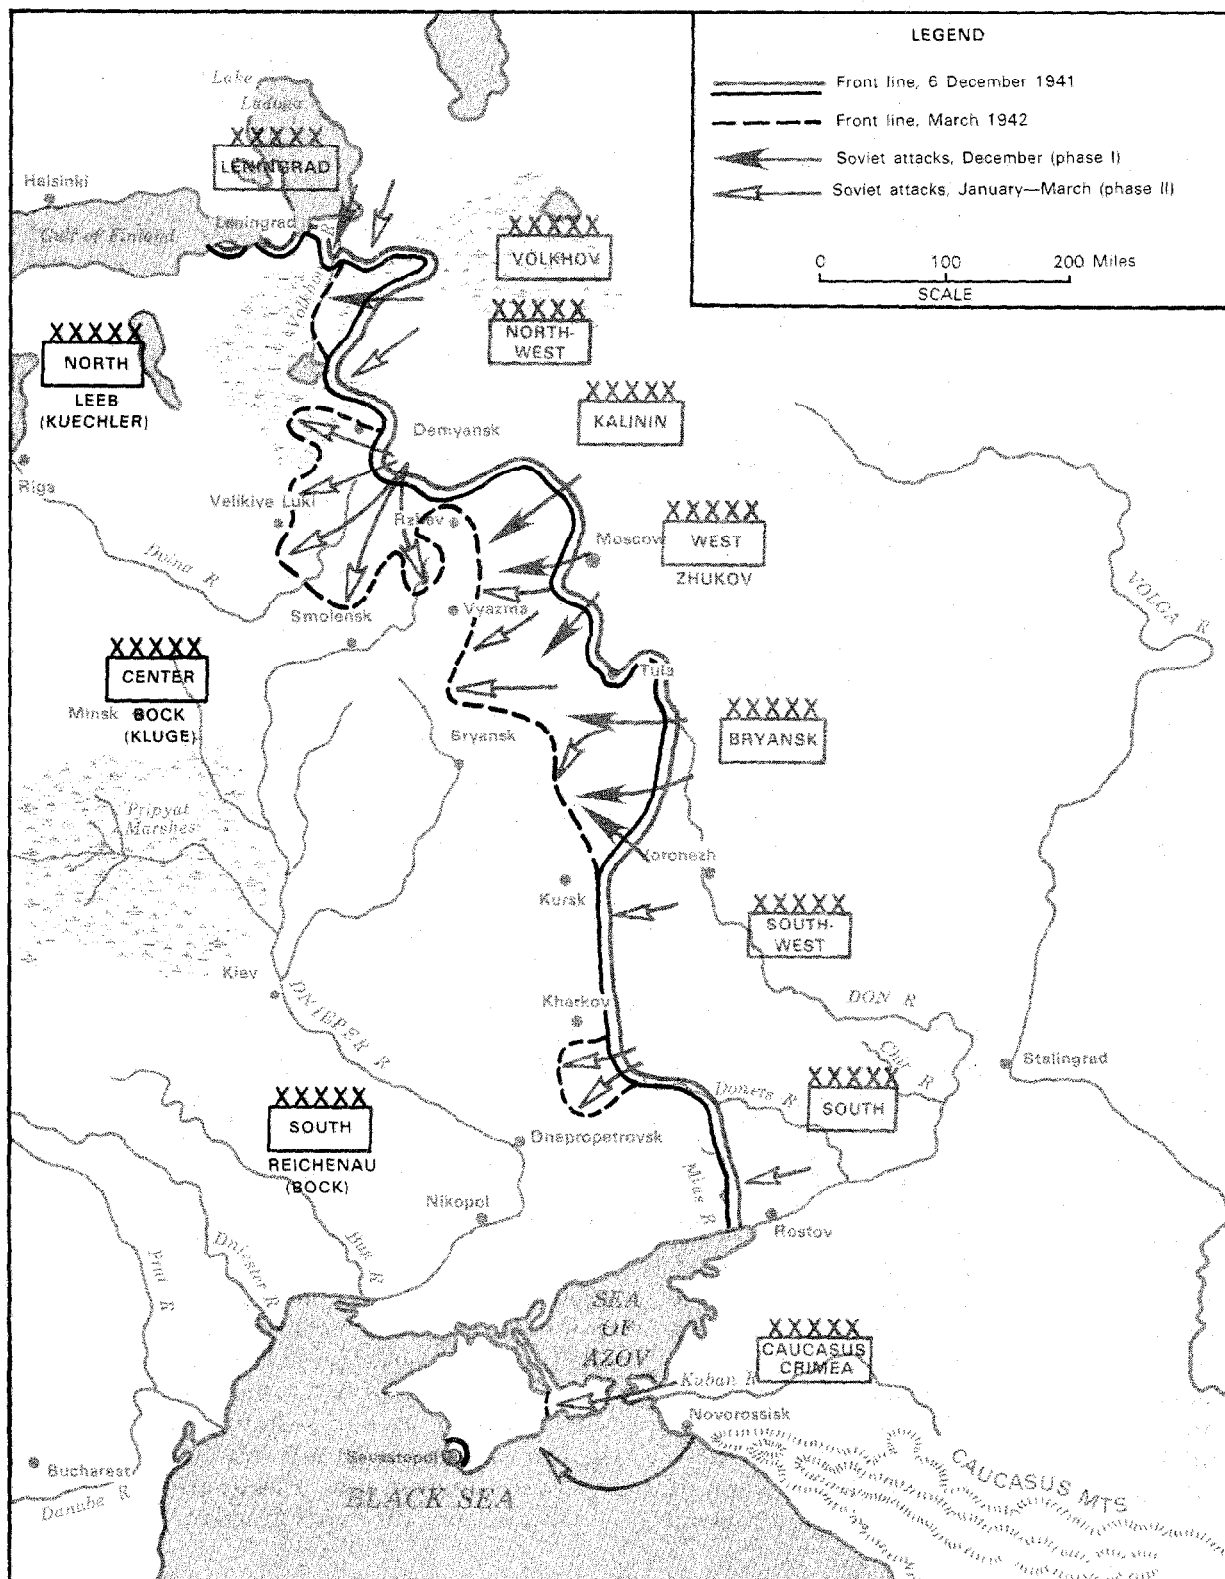 LEGEND
Front line, 6 December 1941
Front line, March 1942
Soviet attacks, December (phase I)
Soviet attacks, January—March (phase II)
0 100 200 Miles
SCALE
Lake
Ladoga
XXXXX
LENINGRAD
Helsinki
Leningrad
Gulf of Finland
XXXXX
VOLKHOV
Volkhov R
XXXXX
NORTH-
WEST
XXXXX
NORTH
LEEB
(KUECHLER)
XXXXX
KALININ
Demyansk
Riga
Velikiye Luki
Rzhev
Moscow
XXXXX
WEST
ZHUKOV
Dvina R
VOLGA R
Vyazma
Smolensk
XXXXX
CENTER
BOCK
(KLUGE)
Minsk
Tula
XXXXX
BRYANSK
Bryansk
Pripyat
Marshes
Voronezh
Kursk
XXXXX
SOUTH-
WEST
Kiev
DNIEPER R
Kharkov
DON R
Chir R
Stalingrad
XXXXX
SOUTH
Donets R
XXXXX
SOUTH
REICHENAU
(BOCK)
Dnepropetrovsk
Mius R
Nikopol
Rostov
Prut R
Dniester R
Bug R
SEA
OF
AZOV
XXXXX
CAUCASUS
CRIMEA
Kuban R
Novorossisk
Sevastopol
Bucharest
Danube R
BLACK SEA
CAUCASUS MTS